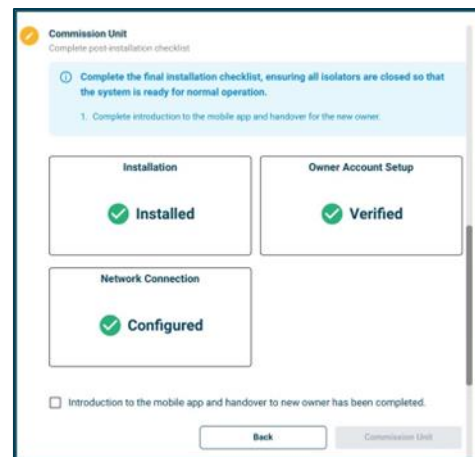 Commission Unit
Complete post-installation checklist
Complete the final installation checklist, ensuring all isolators are closed so that
the system is ready for normal operation.
1. Complete introduction to the mobile app and handover for the new owner.
Installation
Installed
Owner Account Setup
Verified
Network Connection
Configured
Introduction to the mobile app and handover to new owner has been completed.
Back
Commission Unit